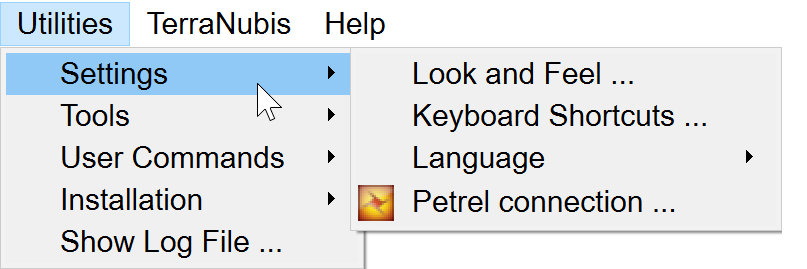 Utilities TerraNubis Help
Settings
Tools
User Commands
Installation
Show Log File ...
Look and Feel ...
Keyboard Shortcuts ...
Language
Petrel connection ...